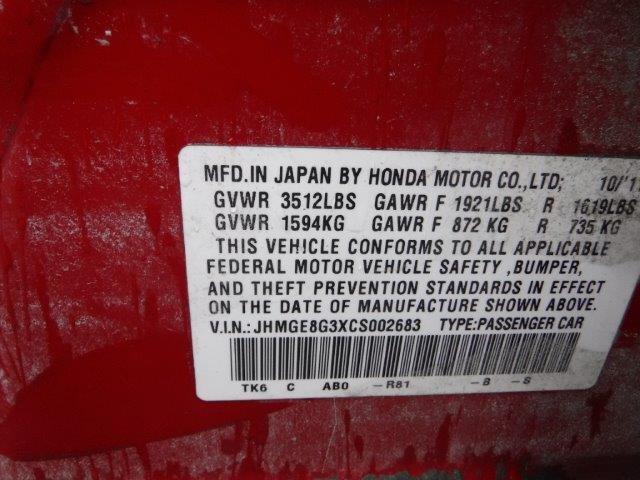 MFD.IN JAPAN BY HONDA MOTOR CO.,LTD; 10/'1
GVWR 3512LBS GAWR F 1921LBS R 1619LBS
GVWR 1594KG GAWR F 872 KG R 735 KG
THIS VEHICLE CONFORMS TO ALL APPLICABLE
FEDERAL MOTOR VEHICLE SAFETY ,BUMPER,
AND THEFT PREVENTION STANDARDS IN EFFECT
ON THE DATE OF MANUFACTURE SHOWN ABOVE.
V.I.N.: JHMGE8G3XCS002683 TYPE:PASSENGER CAR
TK6 C AB0 -R81 -B -S